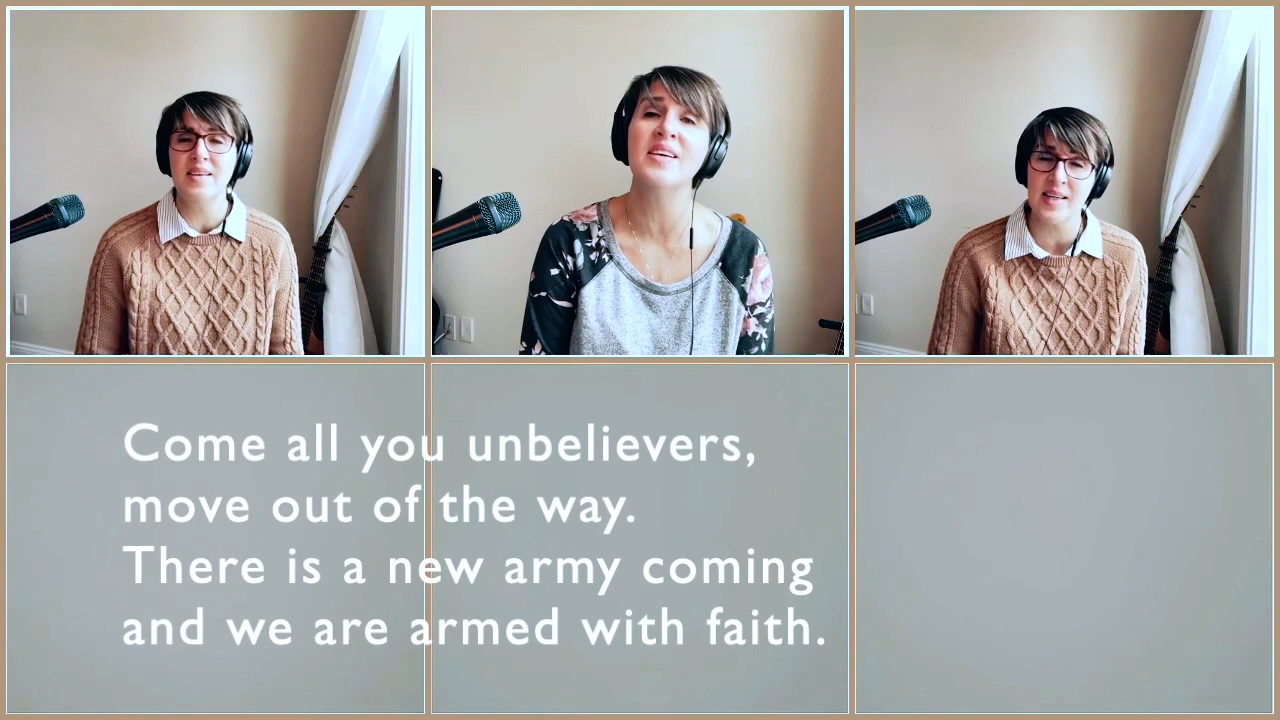 Come all you unbelievers,
move out of the way.
There is a new army coming
and we are armed with faith.